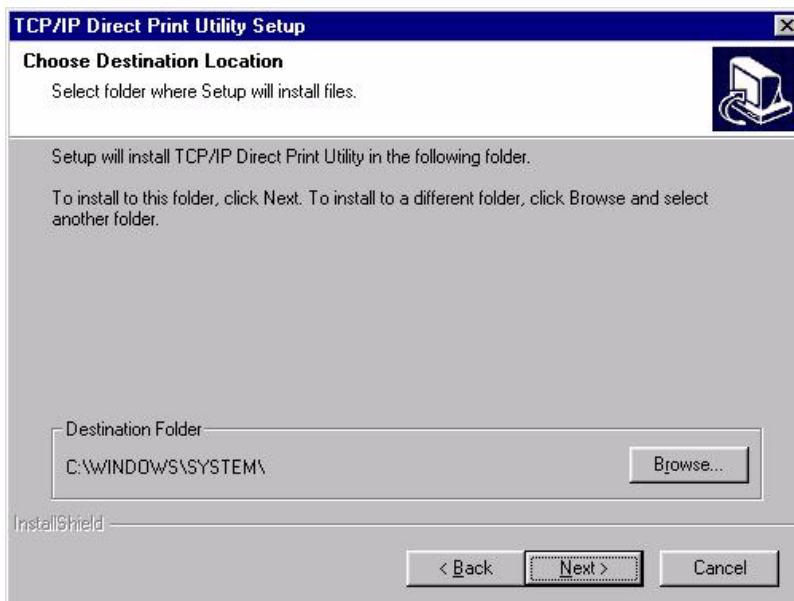 TCP/IP Direct Print Utility Setup
Choose Destination Location
Select folder where Setup will install files.
Setup will install TCP/IP Direct Print Utility in the following folder.
To install to this folder, click Next. To install to a different folder, click Browse and select
another folder.
Destination Folder
C:\WINDOWS\SYSTEM\
Browse...
InstallShield
< Back
Next >
Cancel